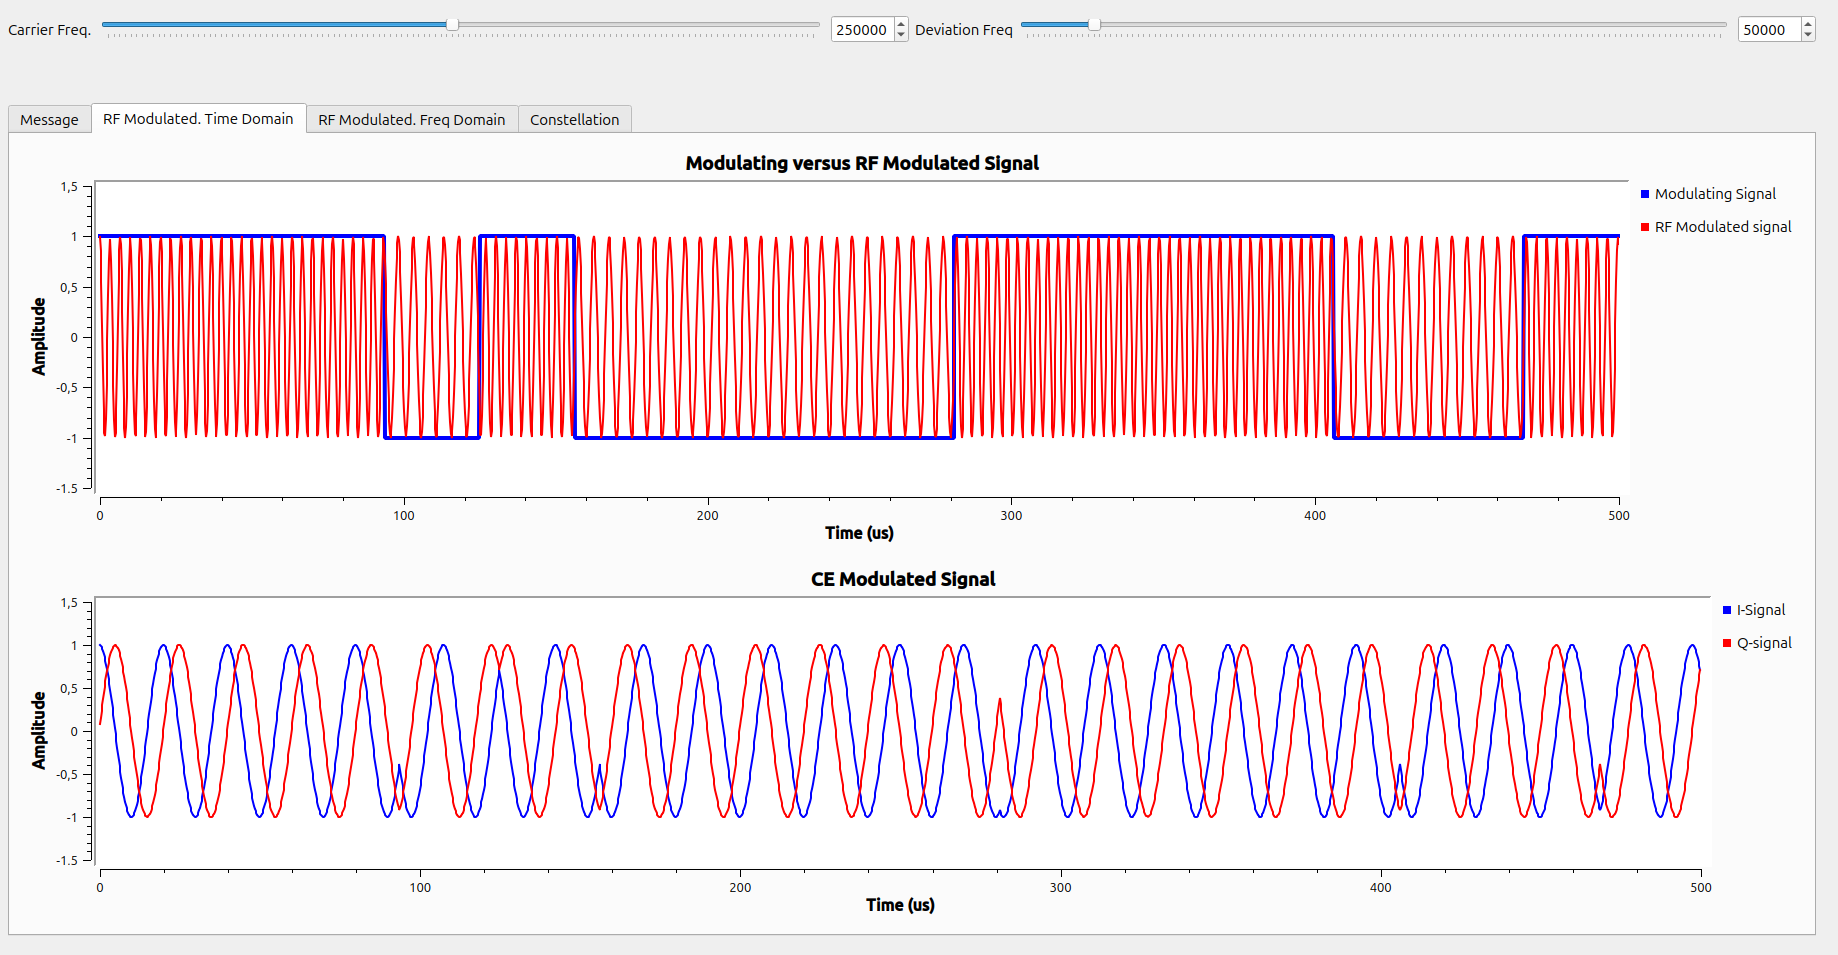 Carrier Freq. 250000 Deviation Freq 50000
Message RF Modulated. Time Domain RF Modulated. Freq Domain Constellation
Modulating versus RF Modulated Signal
1,5
1
0,5
0
-0,5
-1
-1.5
Amplitude
0 100 200 300 400 500
Time (us)
Modulating Signal
RF Modulated signal
CE Modulated Signal
1,5
1
0,5
0
-0,5
-1
-1.5
Amplitude
0 100 200 300 400 500
Time (us)
I-Signal
Q-signal